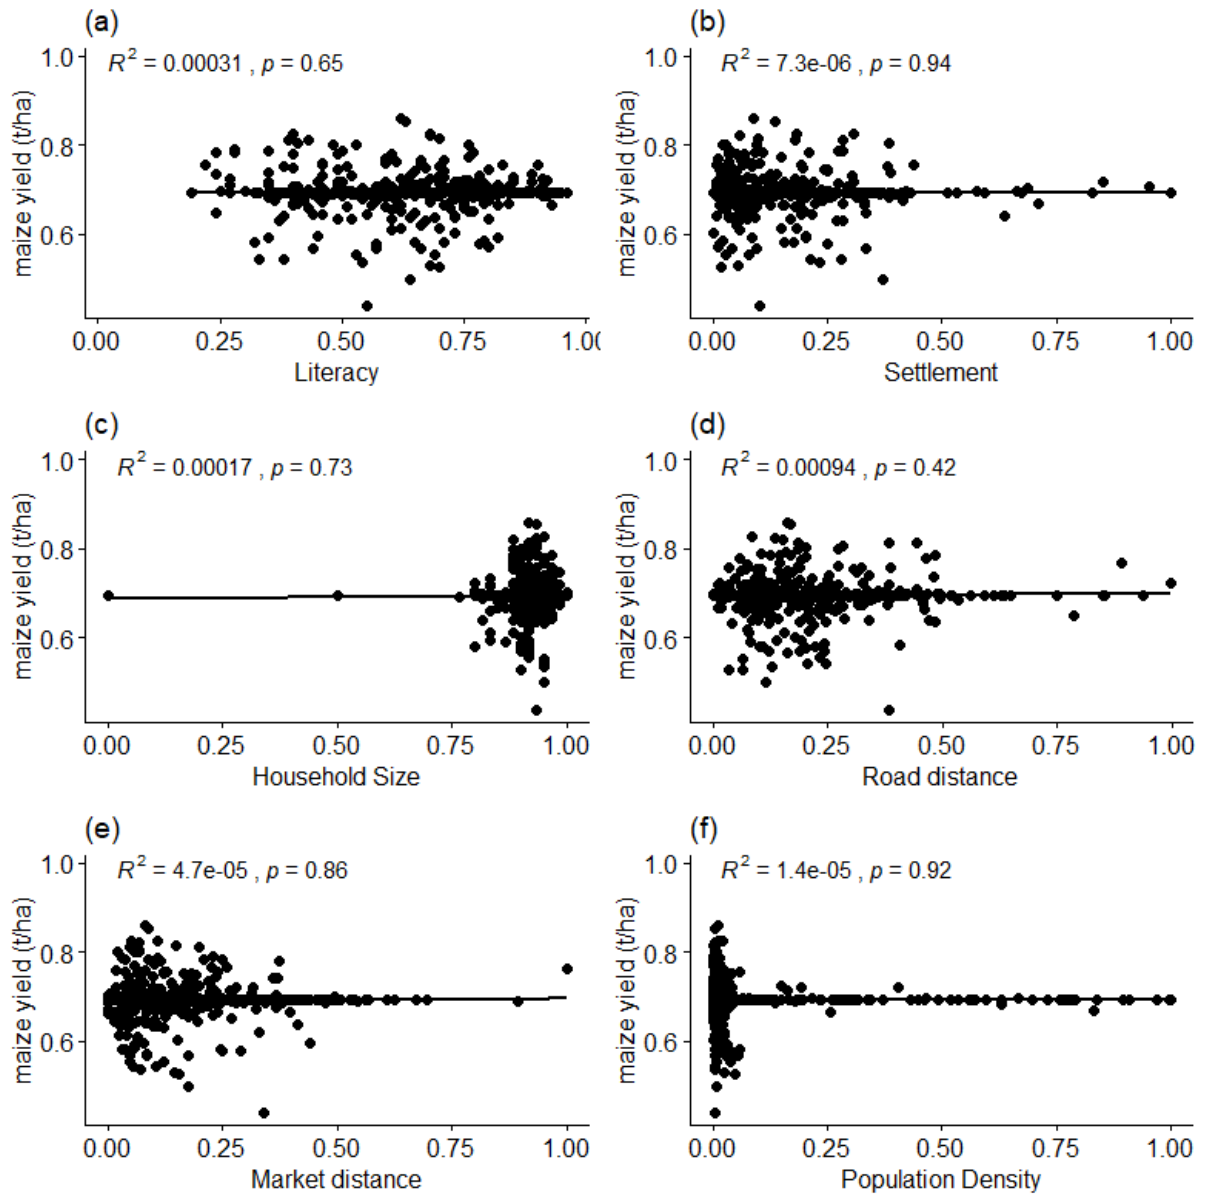 (a)
R² = 0.00031 , p = 0.65
1.0
0.8
0.6
maize yield (t/ha)
0.00 0.25 0.50 0.75 1.0(
Literacy
(b)
R² = 7.3e-06 , p = 0.94
1.0
0.8
0.6
maize yield (t/ha)
0.00 0.25 0.50 0.75 1.00
Settlement
(c)
R² = 0.00017 , p = 0.73
1.0
0.8
0.6
maize yield (t/ha)
0.00 0.25 0.50 0.75 1.00
Household Size
(d)
R² = 0.00094 , p = 0.42
1.0
0.8
0.6
maize yield (t/ha)
0.00 0.25 0.50 0.75 1.00
Road distance
(e)
R² = 4.7e-05 , p = 0.86
1.0
0.8
0.6
maize yield (t/ha)
0.00 0.25 0.50 0.75 1.00
Market distance
(f)
R² = 1.4e-05 , p = 0.92
1.0
0.8
0.6
maize yield (t/ha)
0.00 0.25 0.50 0.75 1.00
Population Density